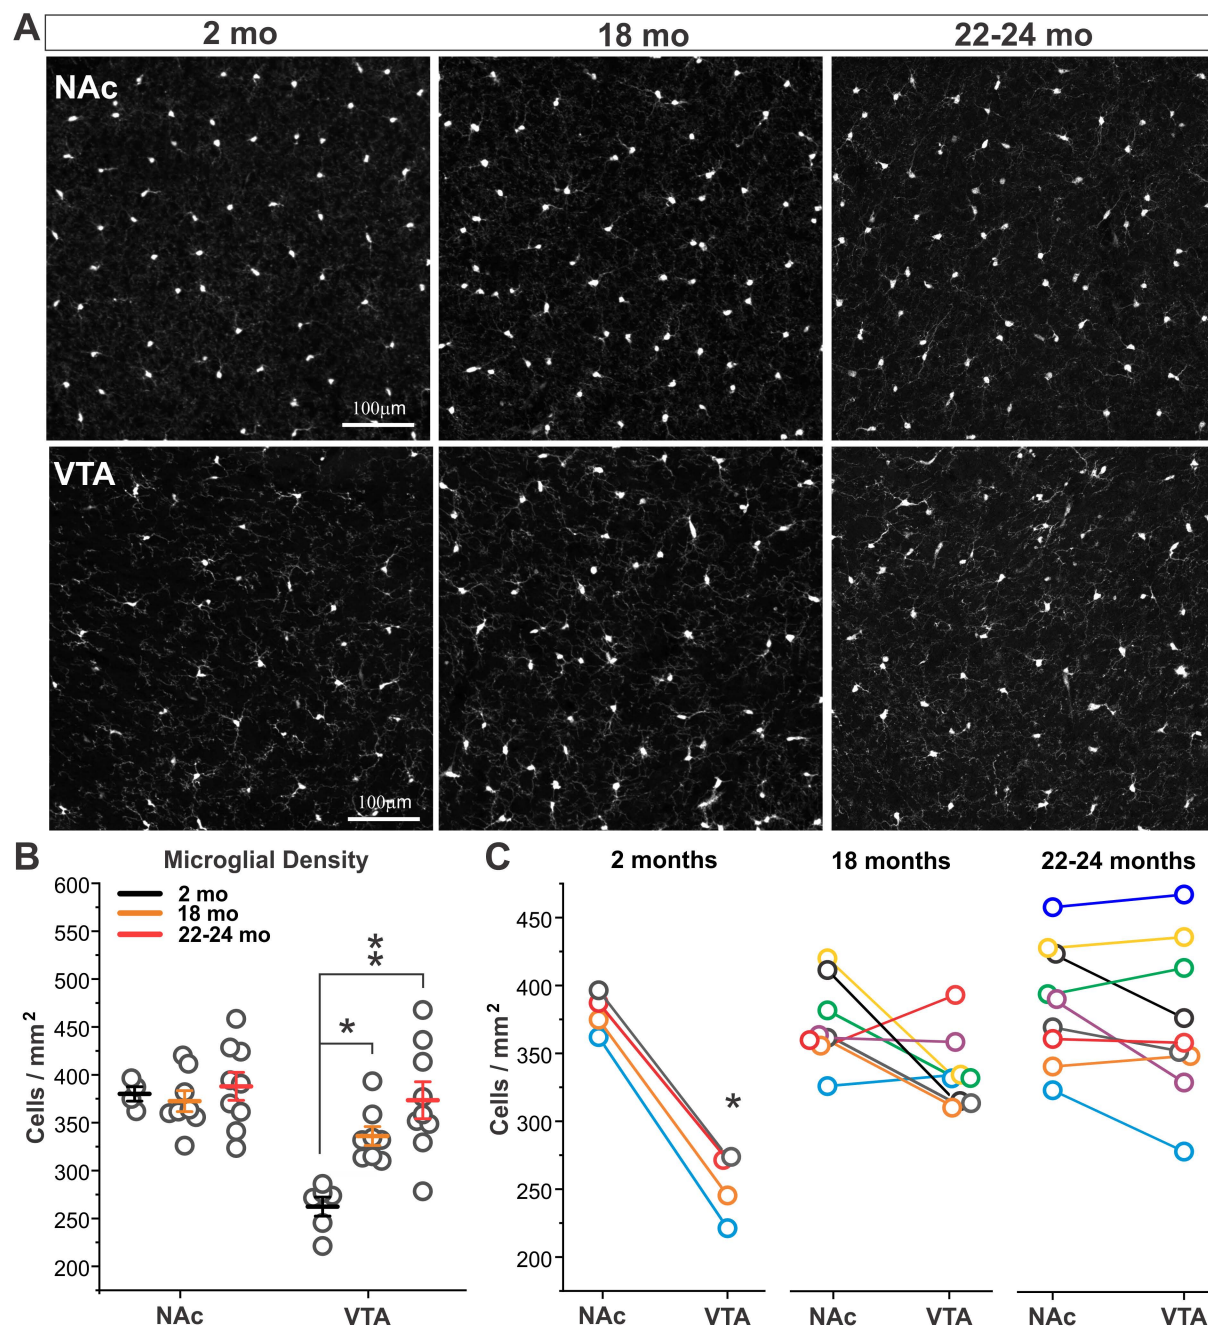 A
2 mo 18 mo 22-24 mo
NAc
100µm
VTA
100µm
B Microglial Density
C 2 months 18 months 22-24 months
2 mo
18 mo
22-24 mo
Cells / mm²
600
550
500
450
400
350
300
250
200
*
*
*
NAc VTA
Cells / mm²
450
400
350
300
250
200
*
NAc VTA NAc VTA NAc VTA